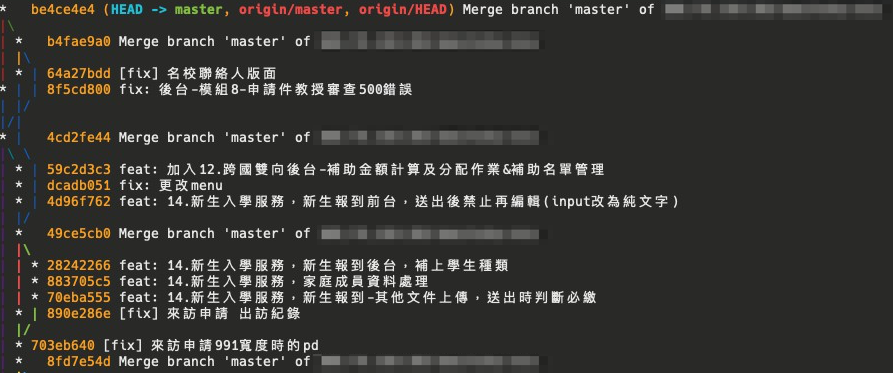 * be4ce4e4 (HEAD -> master, origin/master, origin/HEAD) Merge branch 'master' of
* b4fae9a0 Merge branch 'master' of
* 64a27bdd [fix] 名校聯絡人版面
* 8f5cd800 fix: 後台-模組8-申請件教授審查500錯誤
* 4cd2fe44 Merge branch 'master' of
* 59c2d3c3 feat: 加入12.跨國雙向後台-補助金額計算及分配作業&補助名單管理
* dcadb051 fix: 更改menu
* 4d96f762 feat: 14.新生入學服務，新生報到前台，送出後禁止再編輯(input改為純文字)
* 49ce5cb0 Merge branch 'master' of
* 28242266 feat: 14.新生入學服務，新生報到後台，補上學生種類
* 883705c5 feat: 14.新生入學服務，家庭成員資料處理
* 70eba555 feat: 14.新生入學服務，新生報到-其他文件上傳，送出時判斷必繳
* 890e286e [fix] 來訪申請 出訪紀錄
* 703eb640 [fix] 來訪申請991寬度時的pd
* 8fd7e54d Merge branch 'master' of